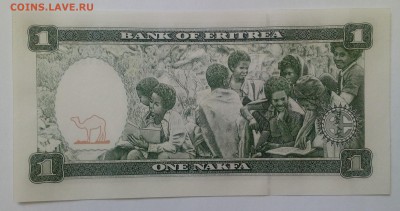 COINS.LAVE.RU
1 BANK OF ERITREA 1
1 ONE NAKFA 1